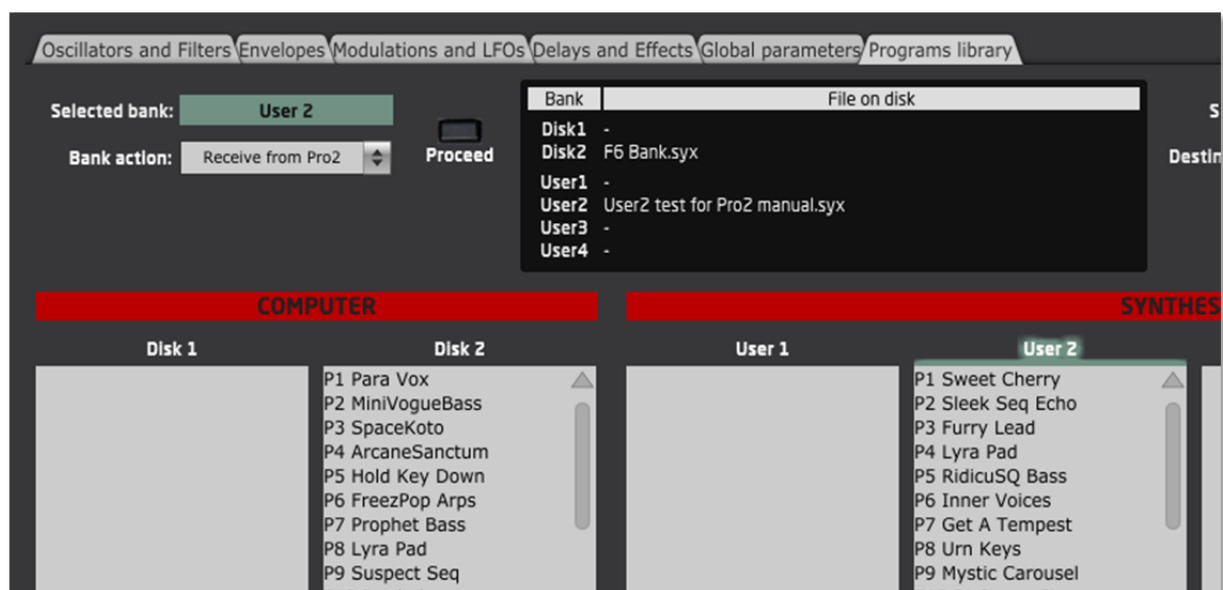 Oscillators and Filters Envelopes Modulations and LFOs Delays and Effects Global parameters Programs library
Selected bank: User 2
Bank action: Receive from Pro2
Proceed
Bank File on disk
Disk1 -
Disk2 F6 Bank.syx
User1 -
User2 User2 test for Pro2 manual.syx
User3 -
User4 -
S
Destin
COMPUTER
SYNTHES
Disk 1
Disk 2
User 1
User 2
P1 Para Vox
P2 MiniVogueBass
P3 SpaceKoto
P4 ArcaneSanctum
P5 Hold Key Down
P6 FreezPop Arps
P7 Prophet Bass
P8 Lyra Pad
P9 Suspect Seq
P1 Sweet Cherry
P2 Sleek Seq Echo
P3 Furry Lead
P4 Lyra Pad
P5 RidicuSQ Bass
P6 Inner Voices
P7 Get A Tempest
P8 Urn Keys
P9 Mystic Carousel